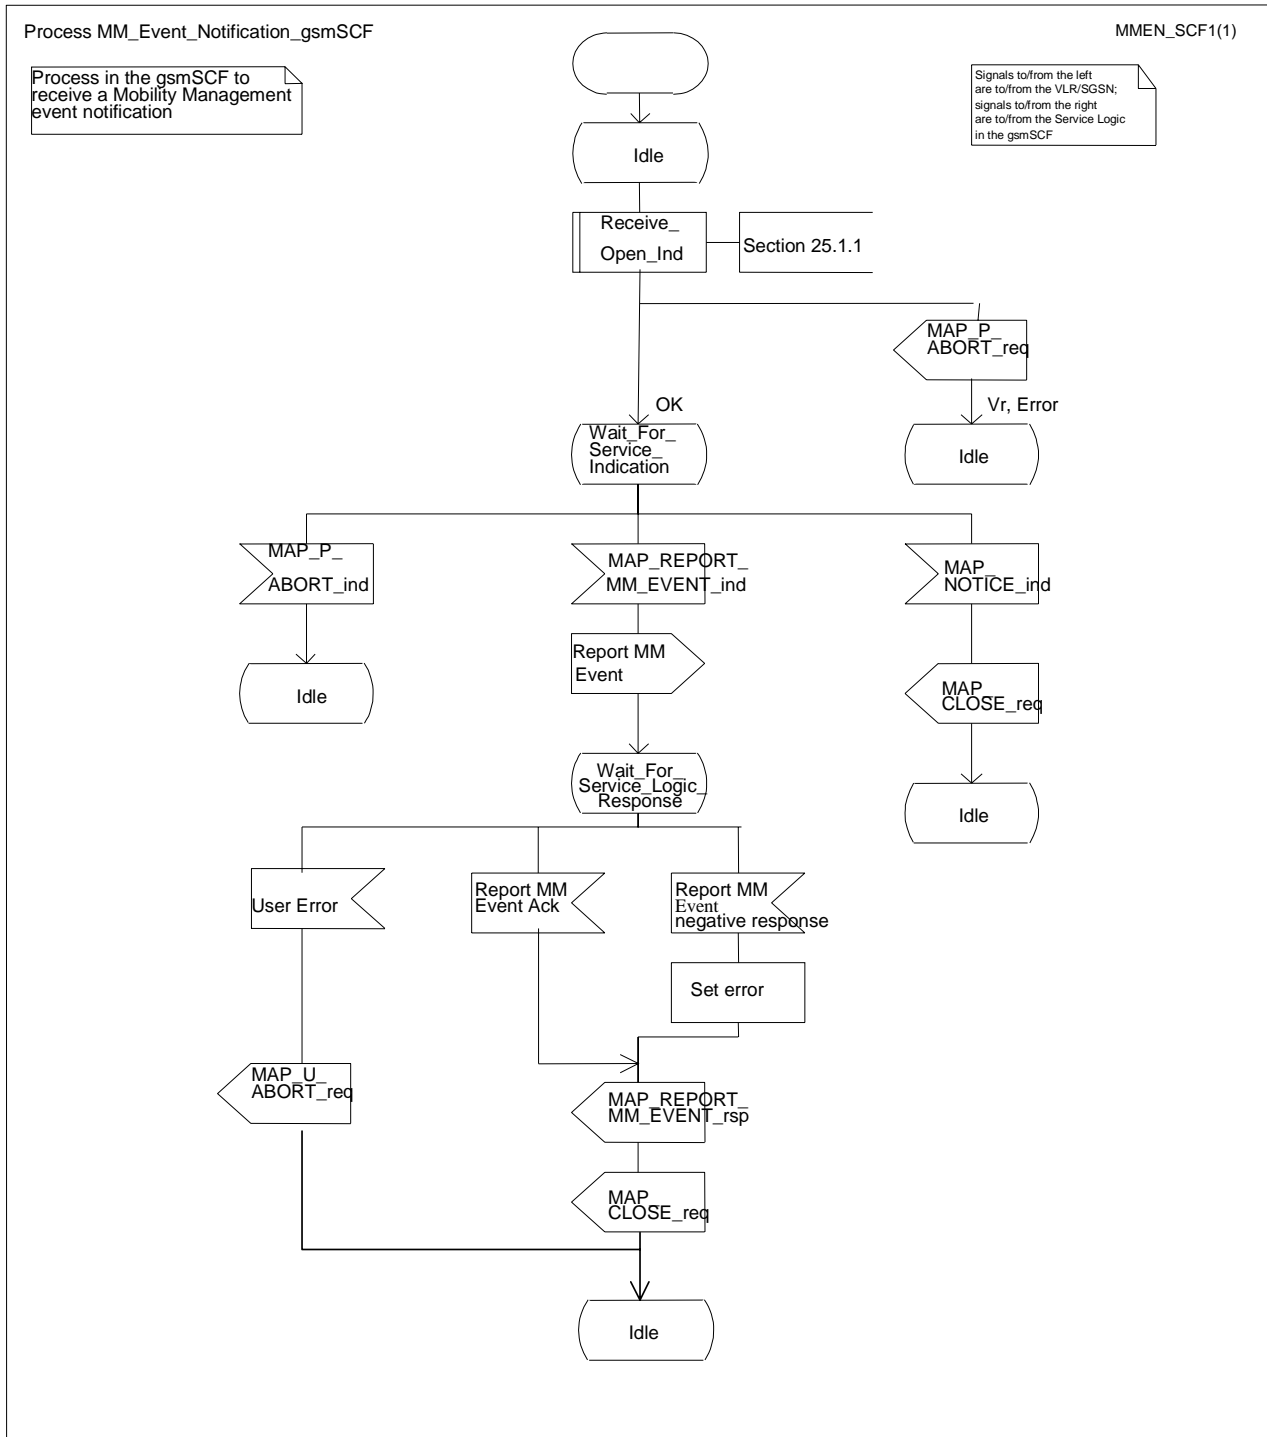 Process MM_Event_Notification_gsmSCF
MMEN_SCF1(1)
Process in the gsmSCF to
receive a Mobility Management
event notification
Signals to/from the left
are to/from the VLR/SGSN;
signals to/from the right
are to/from the Service Logic
in the gsmSCF
Idle
Receive_
Open_Ind
Section 25.1.1
MAP_P_
ABORT_req
OK
Vr, Error
Wait_For_
Service_
Indication
Idle
MAP_P_
ABORT_ind
MAP_REPORT_
MM_EVENT_ind
MAP_
NOTICE_ind
Report MM
Event
Idle
MAP_
CLOSE_req
Wait_For_
Service_Logic_
Response
Idle
User Error
Report MM
Event Ack
Report MM
Event
negative response
Set error
MAP_U_
ABORT_req
MAP_REPORT_
MM_EVENT_rsp
MAP_
CLOSE_req
Idle